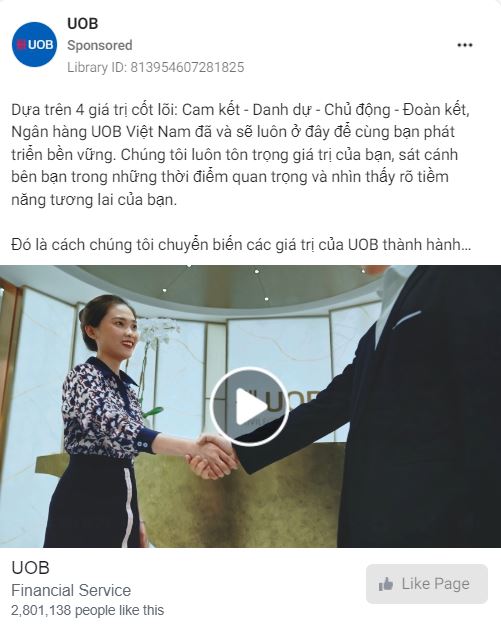 UOB
Sponsored
Library ID: 813954607281825
UOB
Dựa trên 4 giá trị cốt lõi: Cam kết - Danh dự - Chủ động - Đoàn kết,
Ngân hàng UOB Việt Nam đã và sẽ luôn ở đây để cùng bạn phát
triển bền vững. Chúng tôi luôn tôn trọng giá trị của bạn, sát cánh
bên bạn trong những thời điểm quan trọng và nhìn thấy rõ tiềm
năng tương lai của bạn.
Đó là cách chúng tôi chuyển biến các giá trị của UOB thành hành...
UOB
UOB
Financial Service
2,801,138 people like this
Like Page